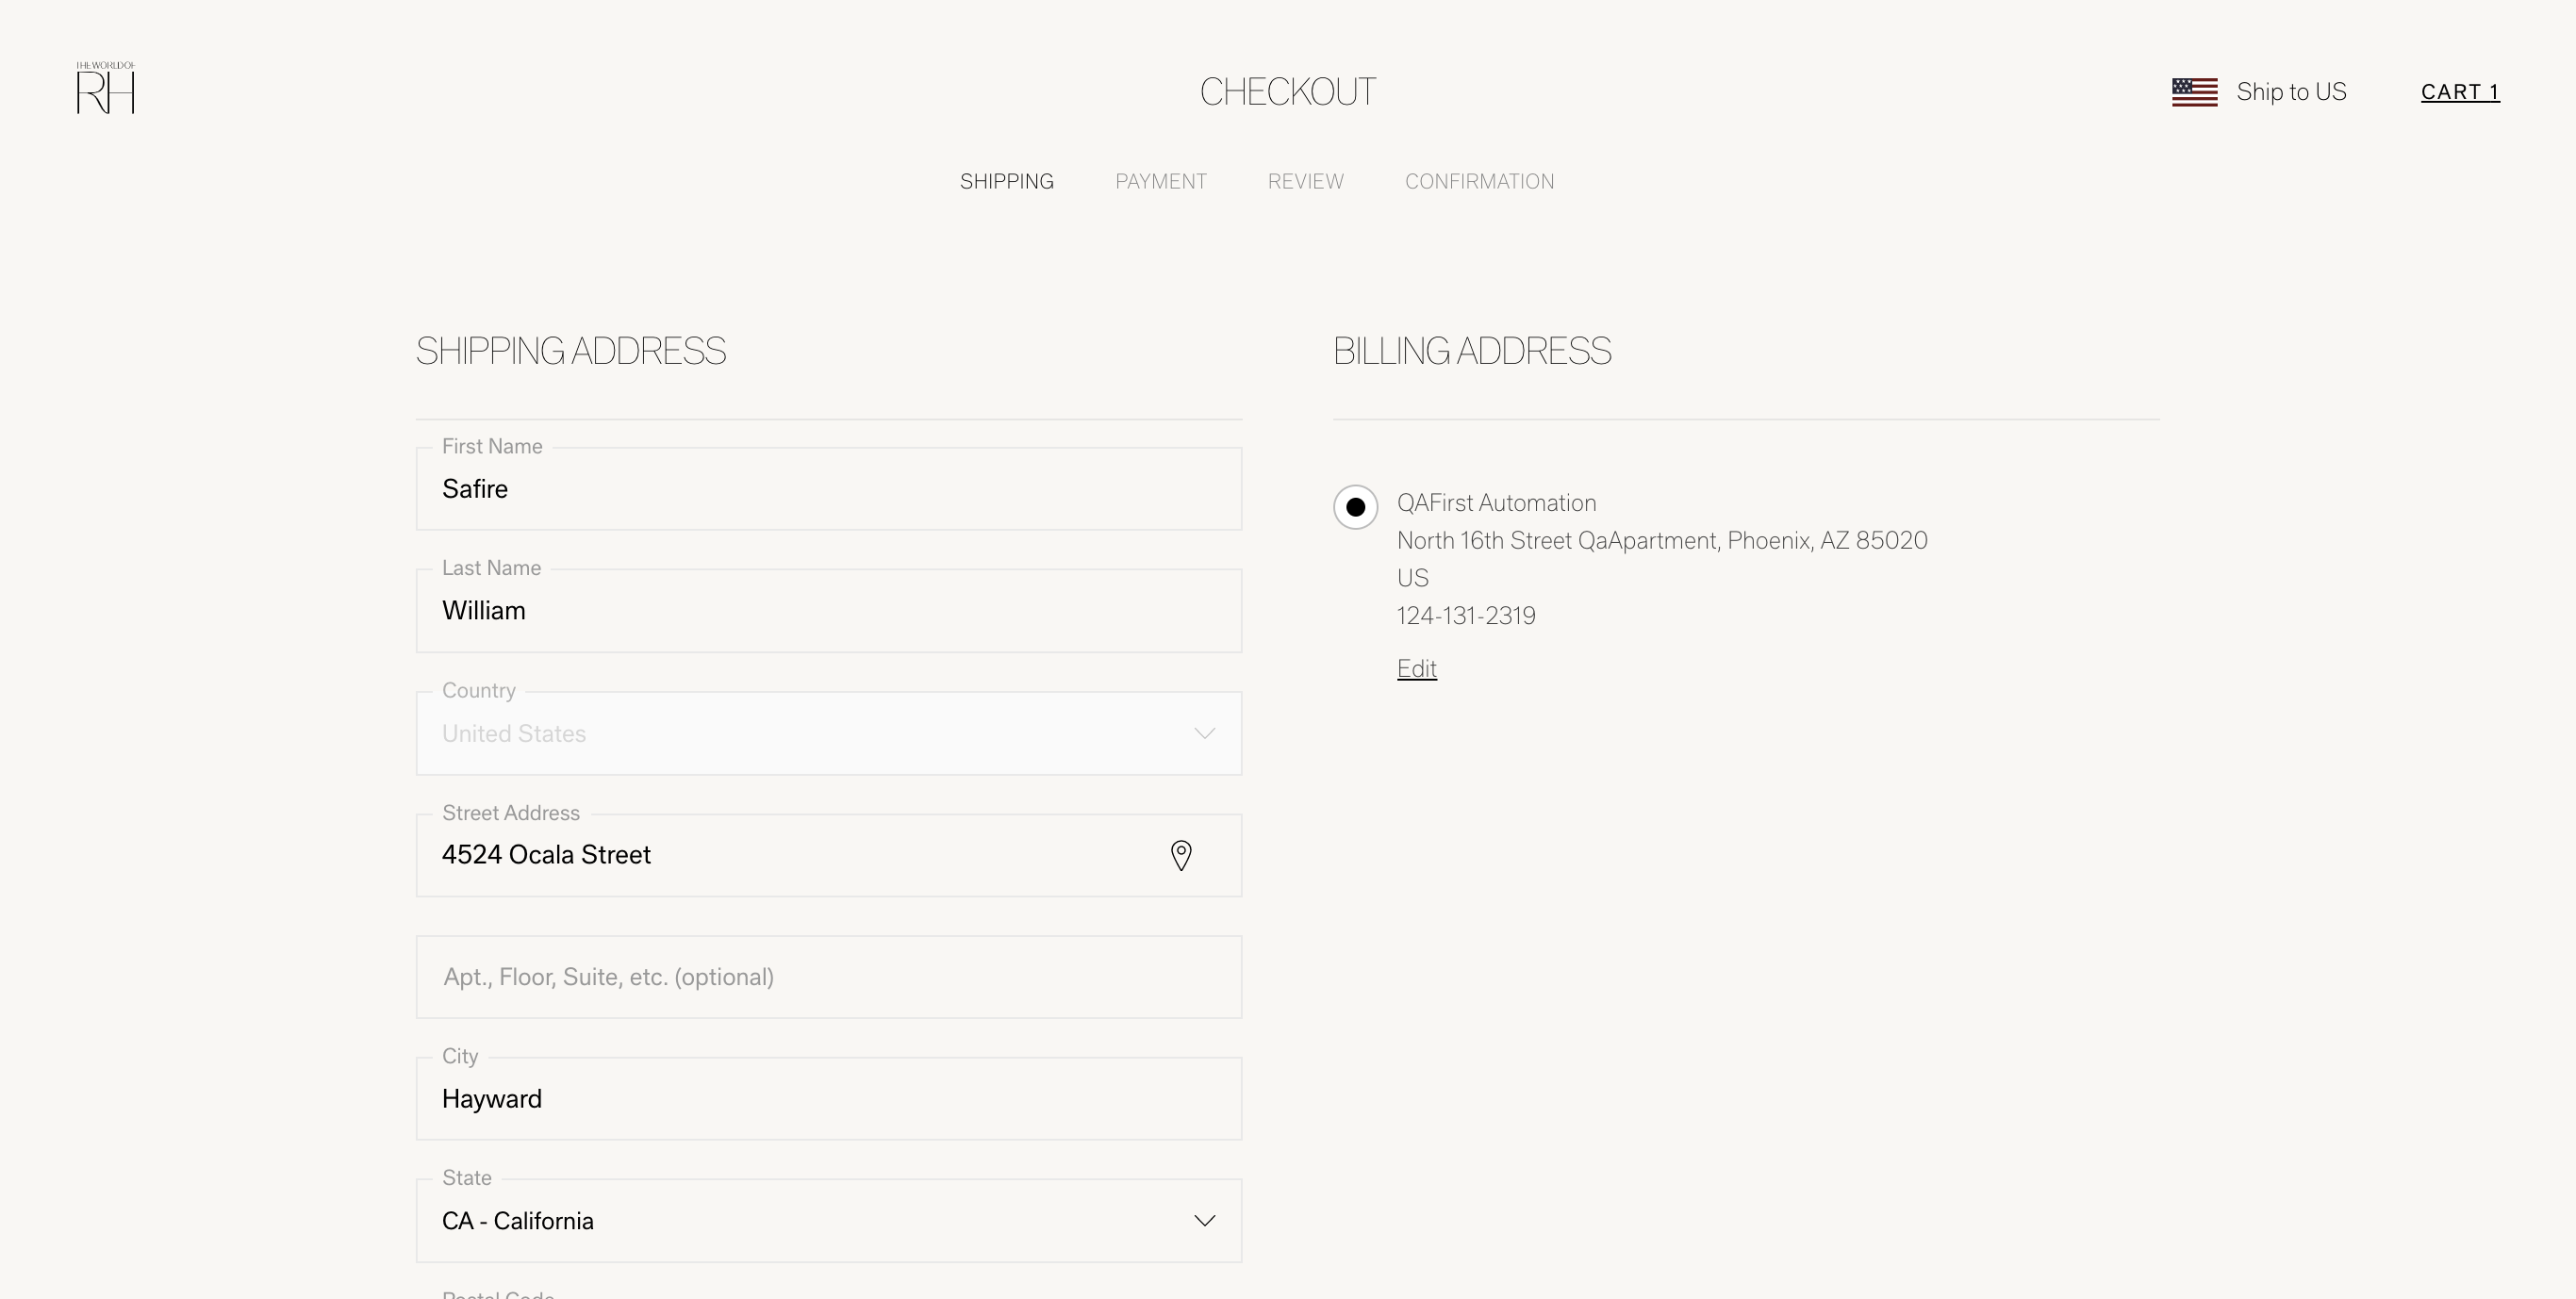 THE WORLD OF
RH
CHECKOUT
Ship to US
CART 1
SHIPPING
PAYMENT
REVIEW
CONFIRMATION
SHIPPING ADDRESS
First Name
Safire
Last Name
William
Country
United States
Street Address
4524 Ocala Street
Apt., Floor, Suite, etc. (optional)
City
Hayward
State
CA - California
Postal Code
BILLING ADDRESS
QAFirst Automation
North 16th Street QaApartment, Phoenix, AZ 85020
US
124-131-2319
Edit